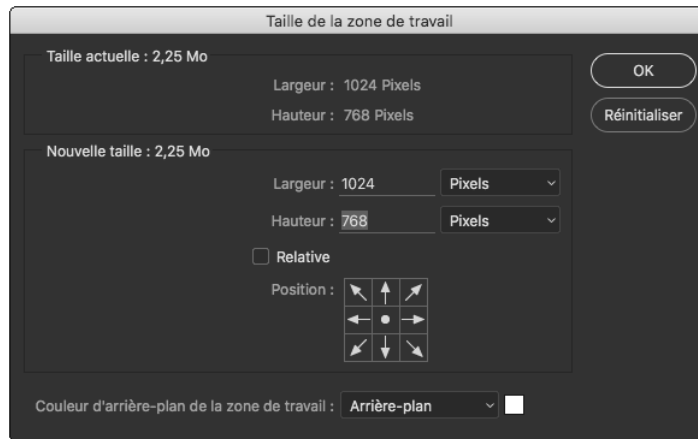 Taille de la zone de travail
Taille actuelle : 2,25 Mo
Largeur : 1024 Pixels
Hauteur : 768 Pixels
OK
Réinitialiser
Nouvelle taille : 2,25 Mo
Largeur : 1024 Pixels
Hauteur : 768 Pixels
Relative
Position :
Couleur d'arrière-plan de la zone de travail : Arrière-plan